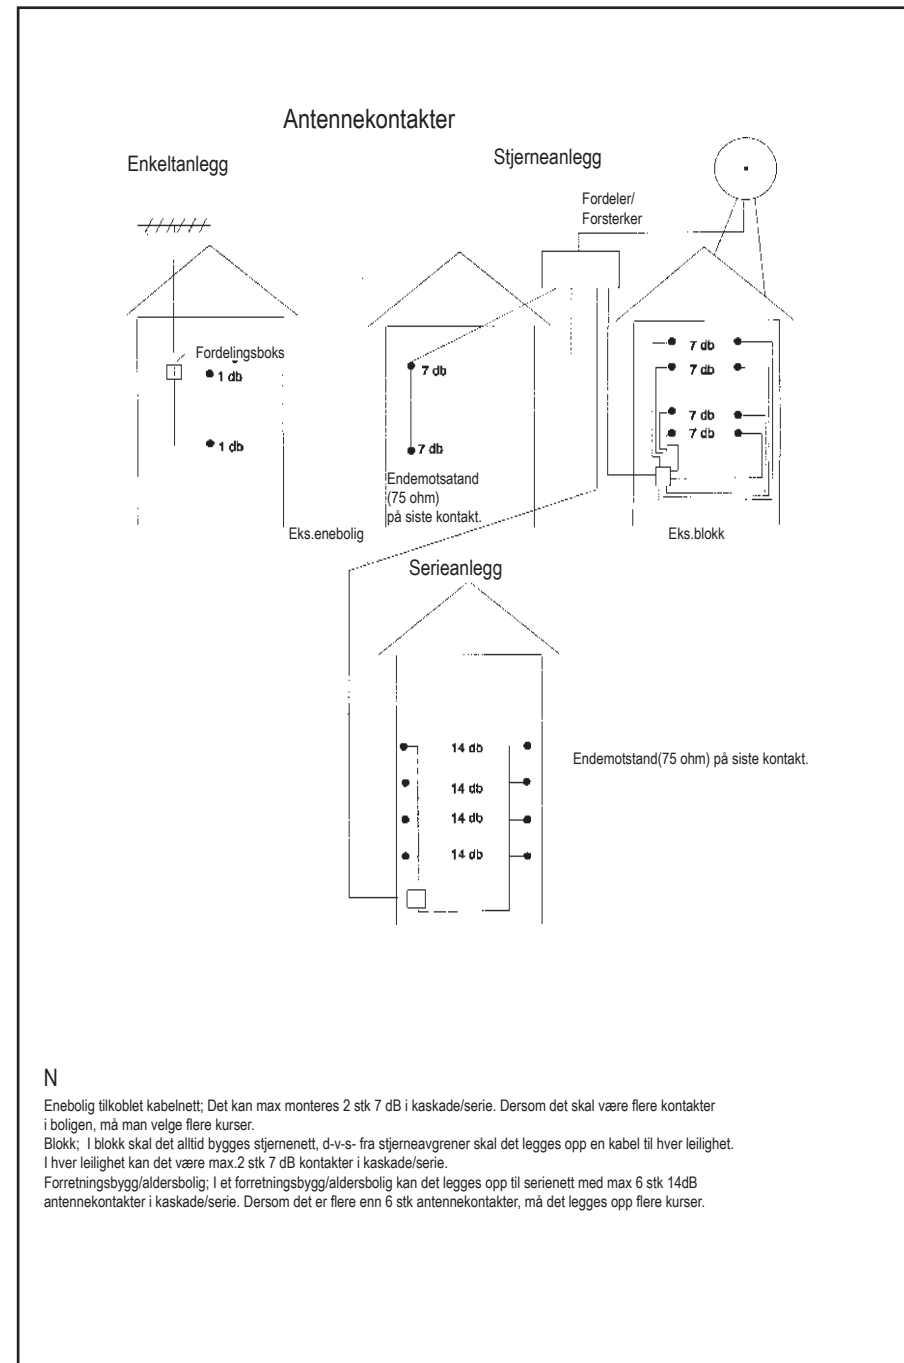 Antennekontakter
Enkeltanlegg
Stjerneanlegg
Fordeler/
Forsterker
Fordelingsboks
1 db
1 db
7 db
7 db
Endemotsatand
(75 ohm)
på siste kontakt.
7 db
7 db
7 db
7 db
Eks.enebolig
Eks.blokk
Serieanlegg
14 db
14 db
14 db
14 db
Endemotstand(75 ohm) på siste kontakt.
N
Enebolig tilkoblet kabelnett; Det kan max monteres 2 stk 7 dB i kaskade/serie. Dersom det skal være flere kontakter
i boligen, må man velge flere kurser.
Blokk;  I blokk skal det alltid bygges stjernenett, d-v-s- fra stjerneavgrener skal det legges opp en kabel til hver leilighet.
I hver leilighet kan det være max.2 stk 7 dB kontakter i kaskade/serie.
Forretningsbygg/aldersbolig; I et forretningsbygg/aldersbolig kan det legges opp til serienett med max 6 stk 14dB
antennekontakter i kaskade/serie. Dersom det er flere enn 6 stk antennekontakter, må det legges opp flere kurser.